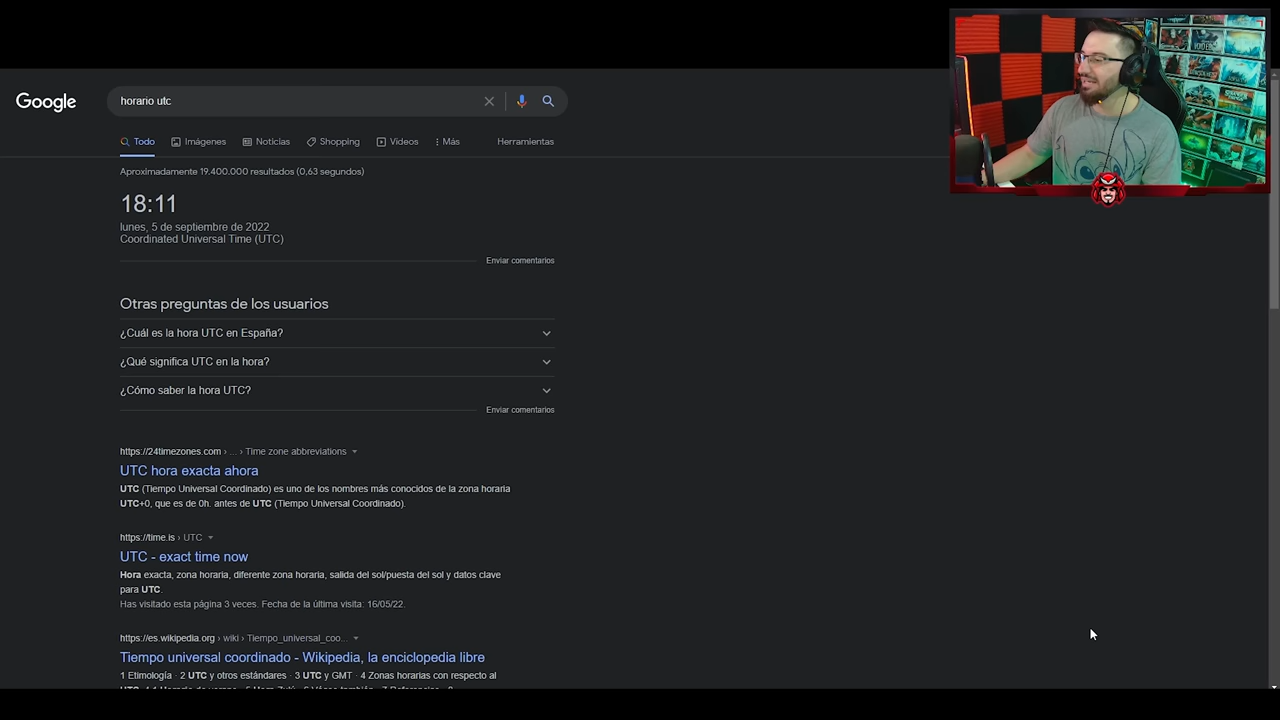 Google
horario utc
Todo Imágenes Noticias Shopping Vídeos Más Herramientas
Aproximadamente 19.400.000 resultados (0,63 segundos)
18:11
lunes, 5 de septiembre de 2022
Coordinated Universal Time (UTC)
Enviar comentarios
Otras preguntas de los usuarios
¿Cuál es la hora UTC en España?
¿Qué significa UTC en la hora?
¿Cómo saber la hora UTC?
Enviar comentarios
https://24timezones.com › ... › Time zone abbreviations
UTC hora exacta ahora
UTC (Tiempo Universal Coordinado) es uno de los nombres más conocidos de la zona horaria
UTC+0, que es de 0h. antes de UTC (Tiempo Universal Coordinado).
https://time.is › UTC
UTC - exact time now
Hora exacta, zona horaria, diferente zona horaria, salida del sol/puesta del sol y datos clave
para UTC.
Has visitado esta página 3 veces. Fecha de la última visita: 16/05/22.
https://es.wikipedia.org › wiki › Tiempo_universal_coo...
Tiempo universal coordinado - Wikipedia, la enciclopedia libre
1 Etimología · 2 UTC y otros estándares · 3 UTC y GMT · 4 Zonas horarias con respecto al